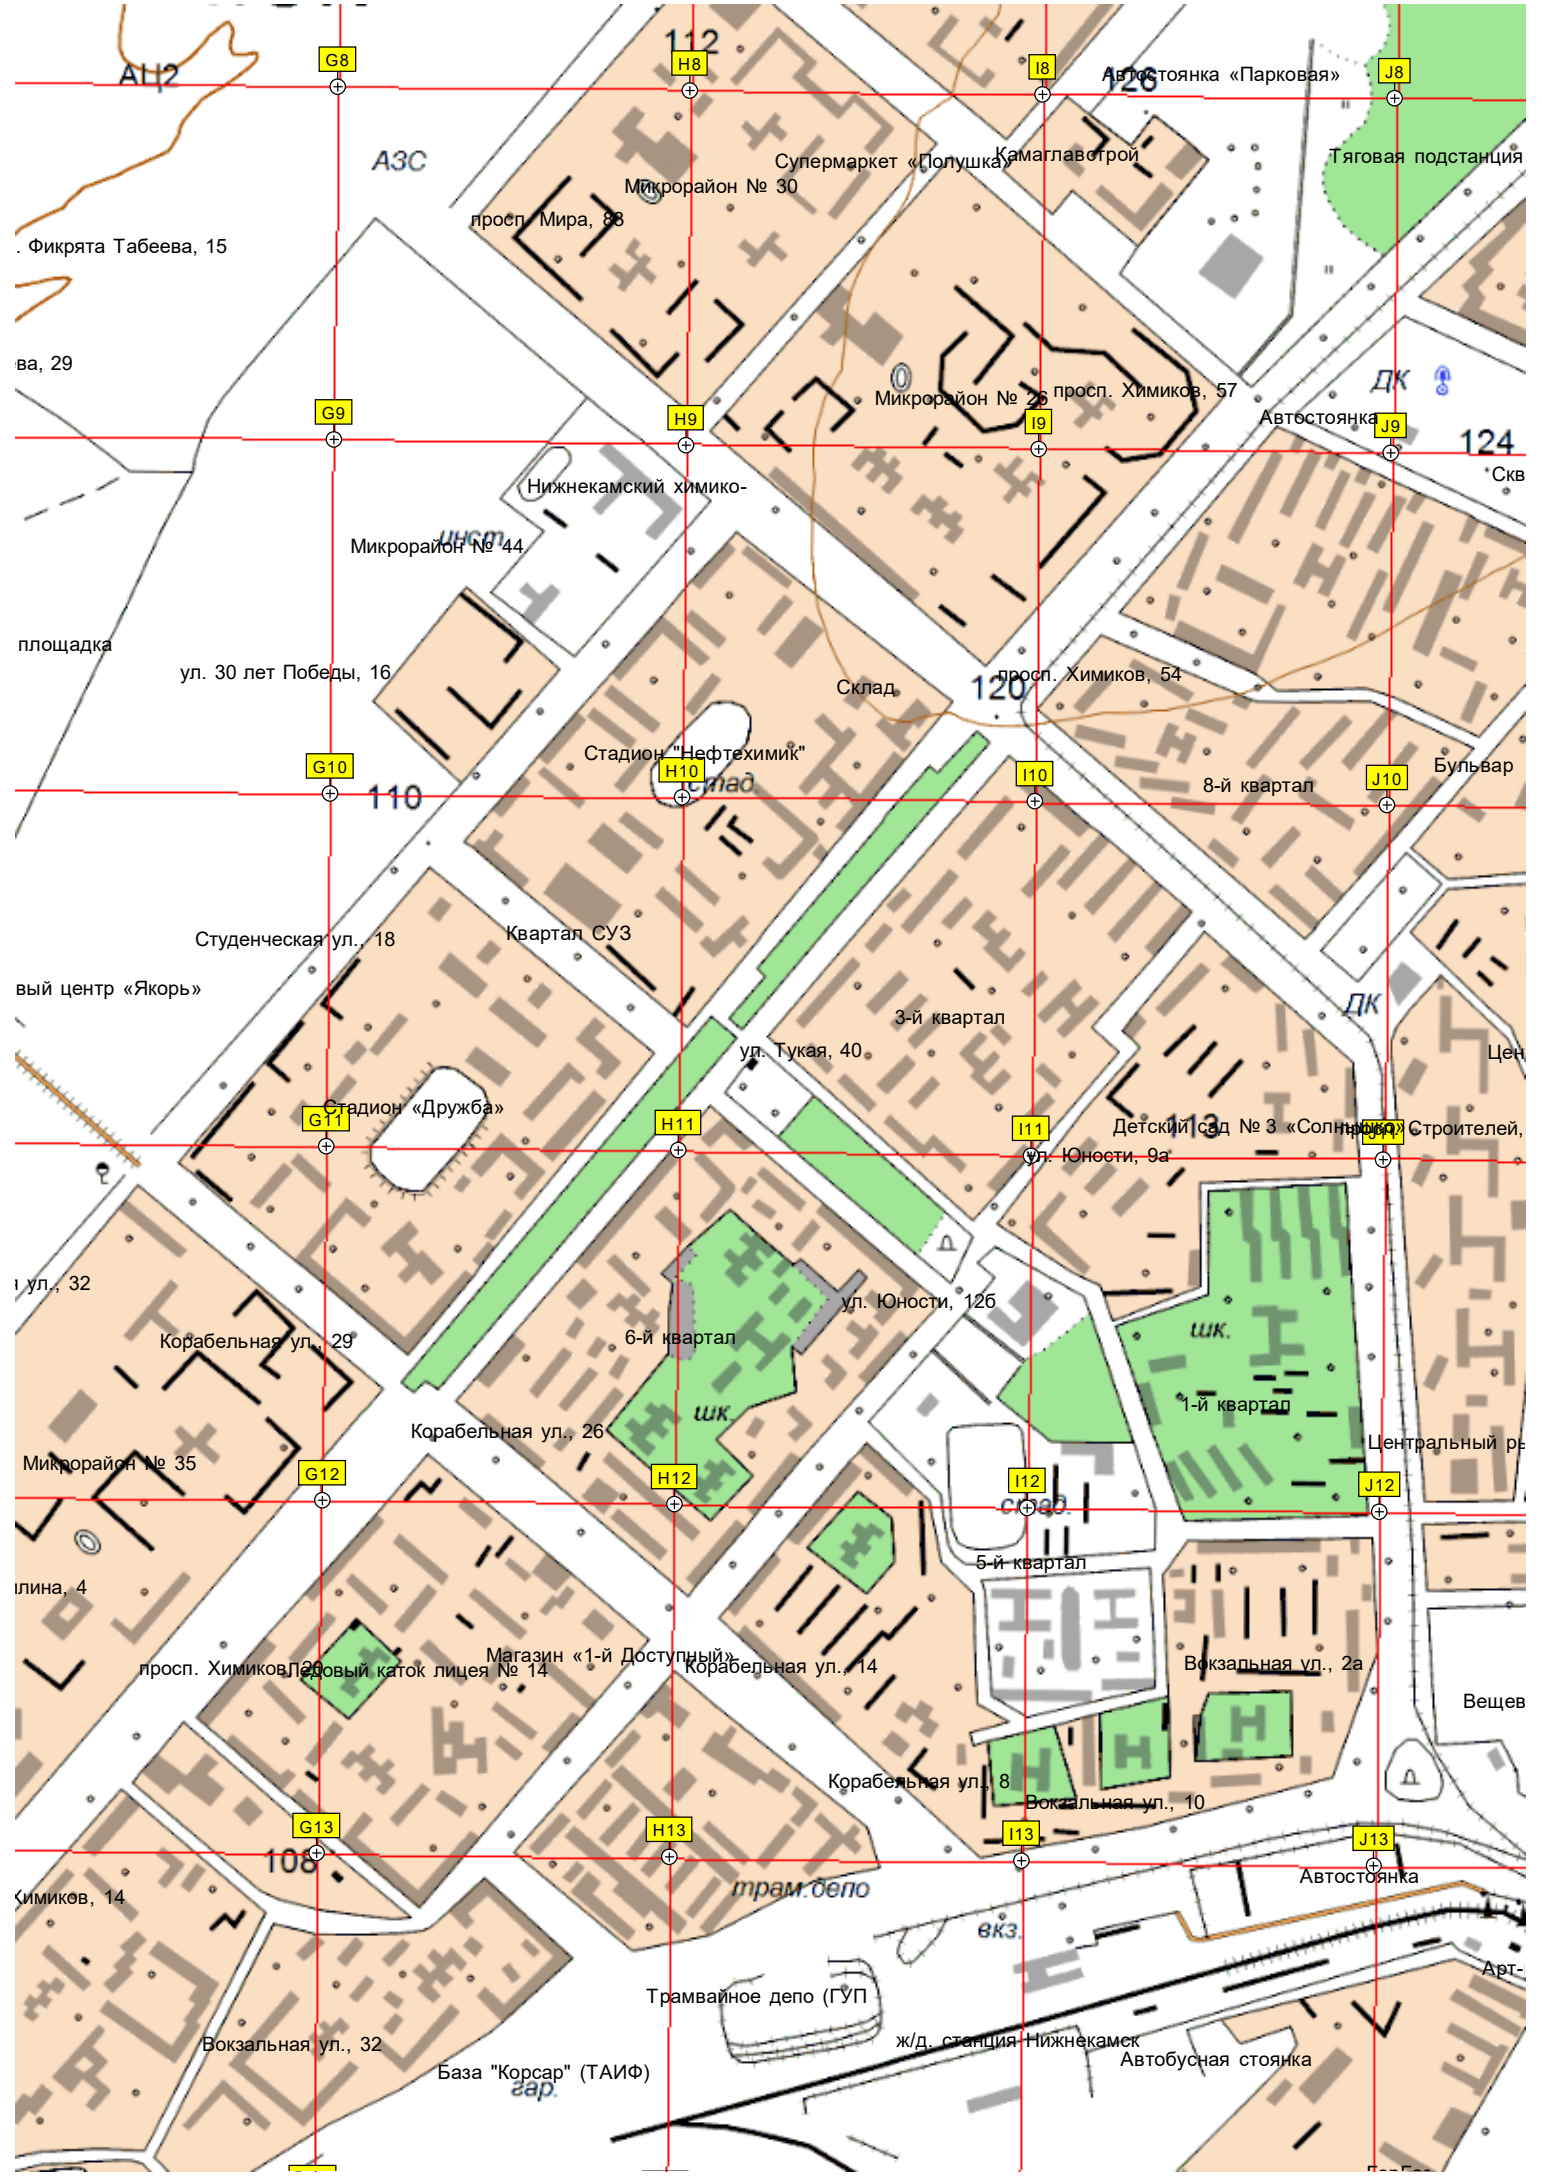 112
G8
H8
I8
J8
АЦ2
Автостоянка «Парковая»
126
АЗС
Супермаркет «Полушка»
Камаглавстрой
Тяговая подстанция
Микрорайон № 30
просп. Мира, 88
. Фикрята Табеева, 15
ва, 29
ДК
просп. Химиков, 57
Микрорайон № 26
G9
H9
I9
J9
Автостоянка
124
Скв
Нижнекамский химико-
инст.
Микрорайон № 44
площадка
ул. 30 лет Победы, 16
просп. Химиков, 54
Склад
120
Стадион "Нефтехимик"
G10
H10
I10
J10
Бульвар
стад.
8-й квартал
110
Квартал СУЗ
Студенческая ул., 18
вый центр «Якорь»
ДК
3-й квартал
ул. Тукая, 40
Цен
Стадион «Дружба»
G11
H11
I11
Детский сад № 3 «Солнышко»
113
Строителей,
ул. Юности, 9а
я ул., 32
ул. Юности, 12б
шк.
6-й квартал
Корабельная ул., 29
1-й квартал
шк.
Корабельная ул., 26
Центральный ры
Микрорайон № 35
G12
H12
I12
J12
стад.
5-й квартал
лина, 4
Магазин «1-й Доступный»
Корабельная ул., 14
Вокзальная ул., 2а
просп. Химиков, 20
Ледовый каток лицея № 14
Вещев
Корабельная ул., 8
Вокзальная ул., 10
G13
H13
I13
J13
108
Автостоянка
трам.депо
Химиков, 14
вкз.
Арт-
Трамвайное депо (ГУП
Вокзальная ул., 32
ж/д. станция Нижнекамск
Автобусная стоянка
База "Корсар" (ТАИФ)
гар.